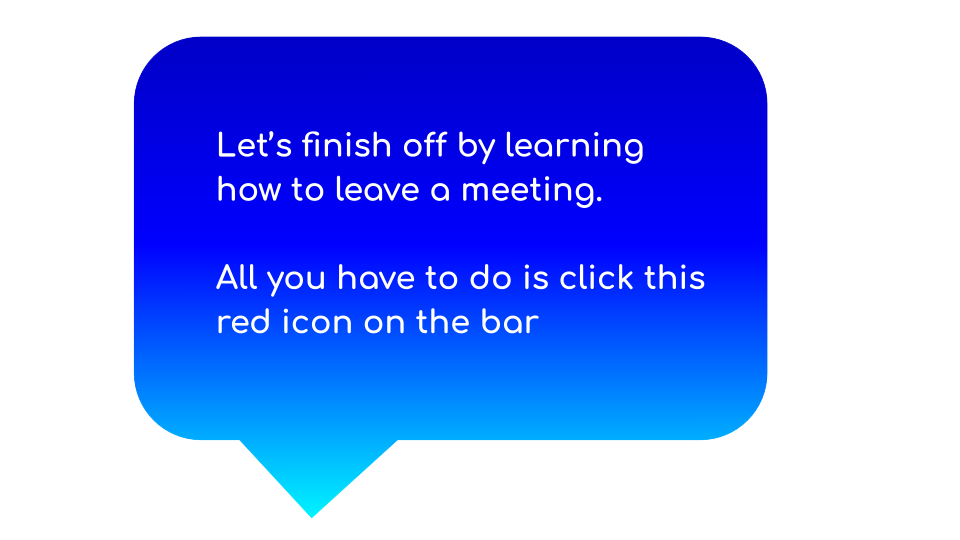 Let’s finish off by learning
how to leave a meeting.
All you have to do is click this
red icon on the bar